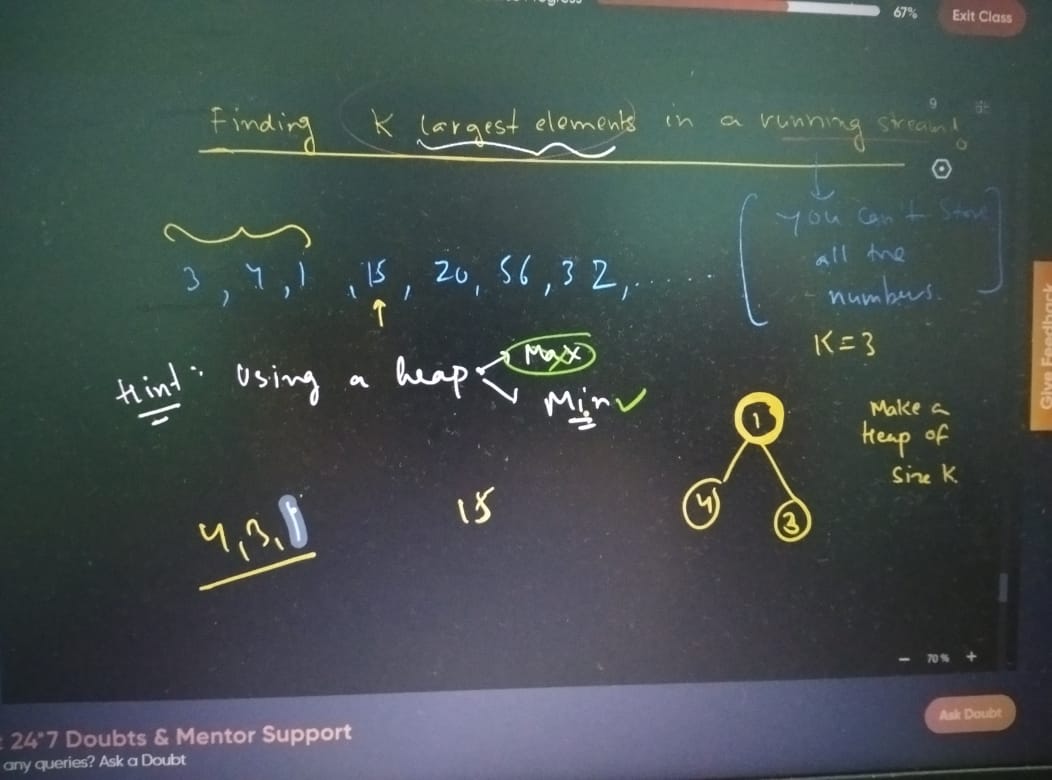 67%
Exit Class
Finding K largest elements in a running stream!
you can't store
all the
numbers.
3, 4, 1, 15, 20, 56, 32, ......
K=3
Hint: Using a heap
Max
Min ✓
Make a
Heap of
Size K.
1
4
3
4, 3, 1
15
Give Feedback
- 70% +
Ask Doubt
24*7 Doubts & Mentor Support
any queries? Ask a Doubt